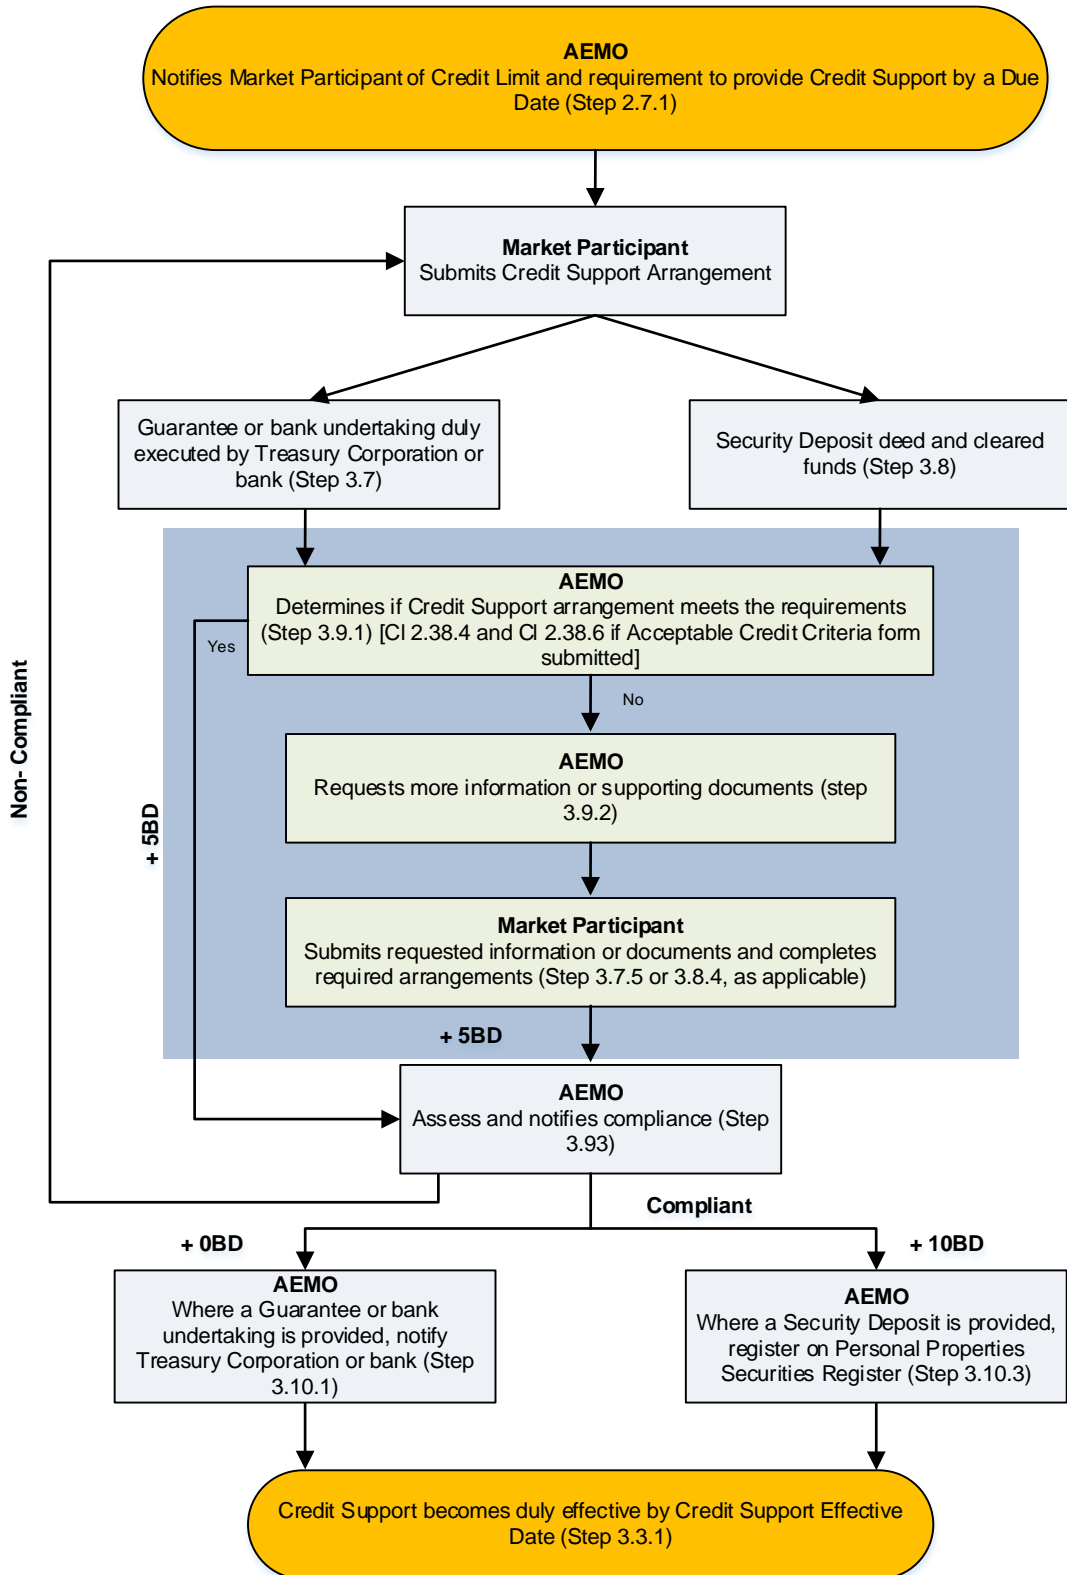 AEMO
Notifies Market Participant of Credit Limit and requirement to provide Credit Support by a Due
Date (Step 2.7.1)
Market Participant
Submits Credit Support Arrangement
Guarantee or bank undertaking duly
executed by Treasury Corporation or
bank (Step 3.7)
Security Deposit deed and cleared
funds (Step 3.8)
AEMO
Determines if Credit Support arrangement meets the requirements
(Step 3.9.1) [Cl 2.38.4 and Cl 2.38.6 if Acceptable Credit Criteria form
submitted]
Yes
No
Non- Compliant
+ 5BD
AEMO
Requests more information or supporting documents (step
3.9.2)
Market Participant
Submits requested information or documents and completes
required arrangements (Step 3.7.5 or 3.8.4, as applicable)
+ 5BD
AEMO
Assess and notifies compliance (Step
3.93)
Compliant
+ 0BD
+ 10BD
AEMO
Where a Guarantee or bank
undertaking is provided, notify
Treasury Corporation or bank (Step
3.10.1)
AEMO
Where a Security Deposit is provided,
register on Personal Properties
Securities Register (Step 3.10.3)
Credit Support becomes duly effective by Credit Support Effective
Date (Step 3.3.1)